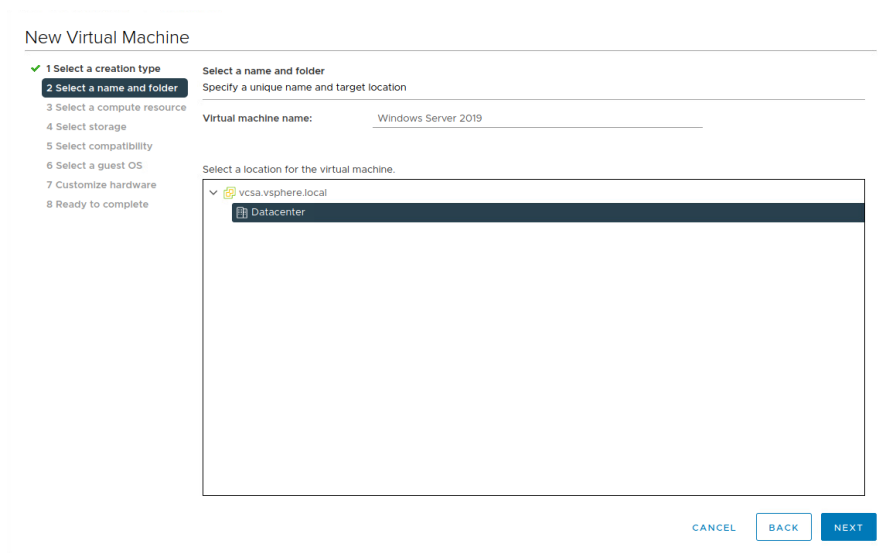 New Virtual Machine
1 Select a creation type
2 Select a name and folder
3 Select a compute resource
4 Select storage
5 Select compatibility
6 Select a guest OS
7 Customize hardware
8 Ready to complete
Select a name and folder
Specify a unique name and target location
Virtual machine name: Windows Server 2019
Select a location for the virtual machine.
vcsa.vsphere.local
Datacenter
CANCEL BACK NEXT